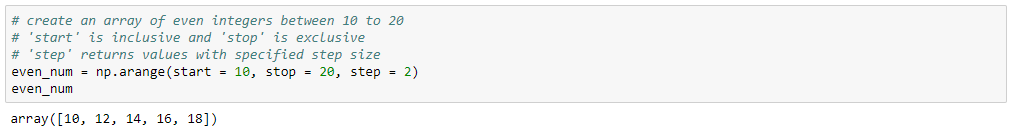 # create an array of even integers between 10 to 20
# 'start' is inclusive and 'stop' is exclusive
# 'step' returns values with specified step size
even_num = np.arange(start = 10, stop = 20, step = 2)
even_num
array([10, 12, 14, 16, 18])